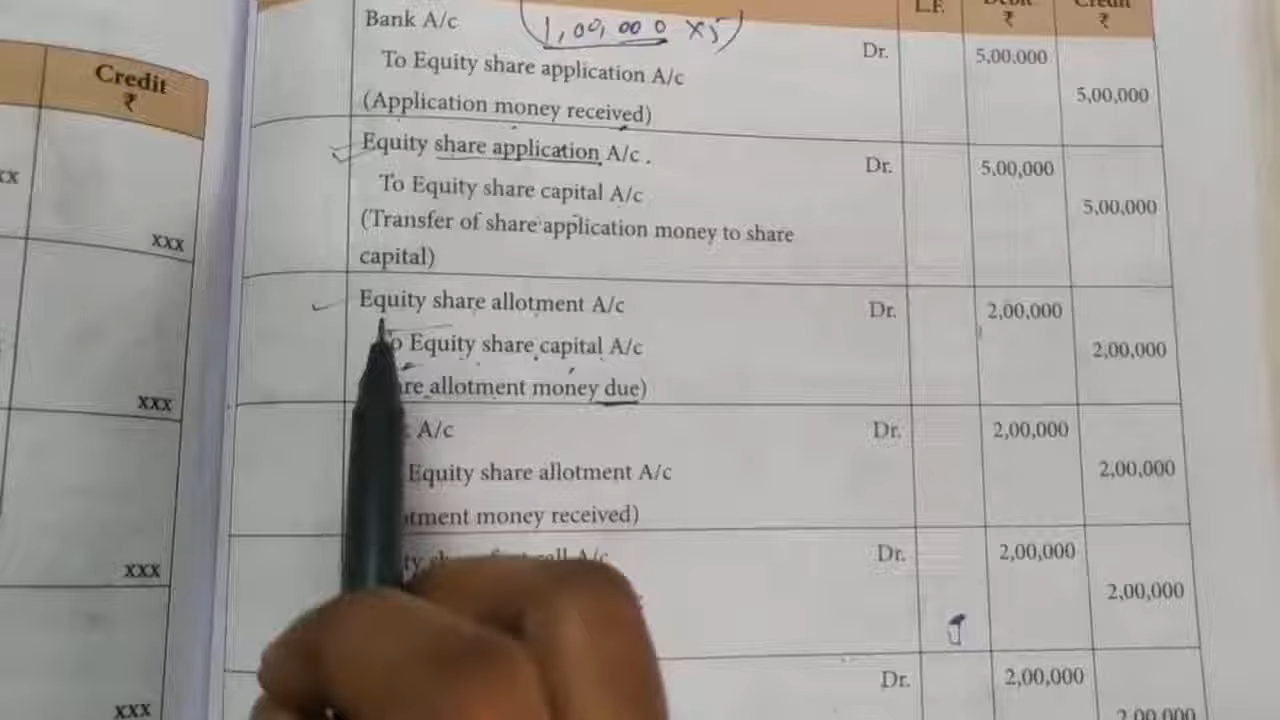 Credit
₹
xx
xxx
xxx
xxx
xxx
L.F.
₹
Credit
₹
Bank A/c (1,00,000 x5) Dr. 5,00.000
To Equity share application A/c 5,00,000
(Application money received)
Equity share application A/c. Dr. 5,00,000
To Equity share capital A/c 5,00,000
(Transfer of share application money to share
capital)
Equity share allotment A/c Dr. 2,00,000
Equity share capital A/c 2,00,000
allotment money due)
A/c Dr. 2,00,000
Equity share allotment A/c 2,00,000
money received)
A/c Dr. 2,00,000
2,00,000
Dr. 2,00,000
2,00,000